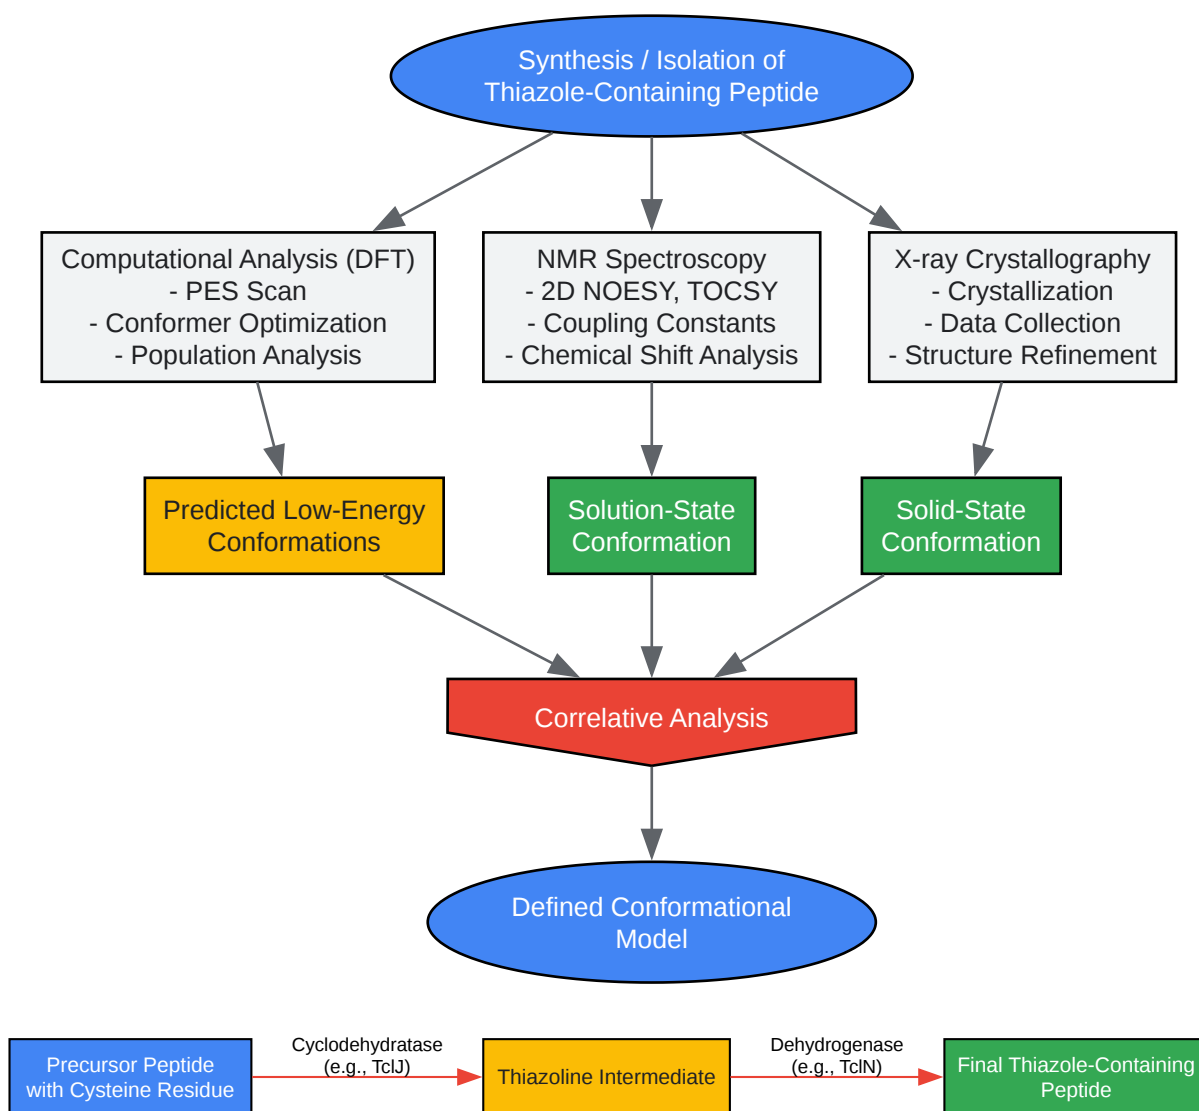 Synthesis / Isolation of
Thiazole-Containing Peptide
Computational Analysis (DFT)
- PES Scan
- Conformer Optimization
- Population Analysis
NMR Spectroscopy
- 2D NOESY, TOCSY
- Coupling Constants
- Chemical Shift Analysis
X-ray Crystallography
- Crystallization
- Data Collection
- Structure Refinement
Predicted Low-Energy
Conformations
Solution-State
Conformation
Solid-State
Conformation
Correlative Analysis
Defined Conformational
Model
Precursor Peptide
with Cysteine Residue
Cyclodehydratase
(e.g., TclJ)
Thiazoline Intermediate
Dehydrogenase
(e.g., TclN)
Final Thiazole-Containing
Peptide